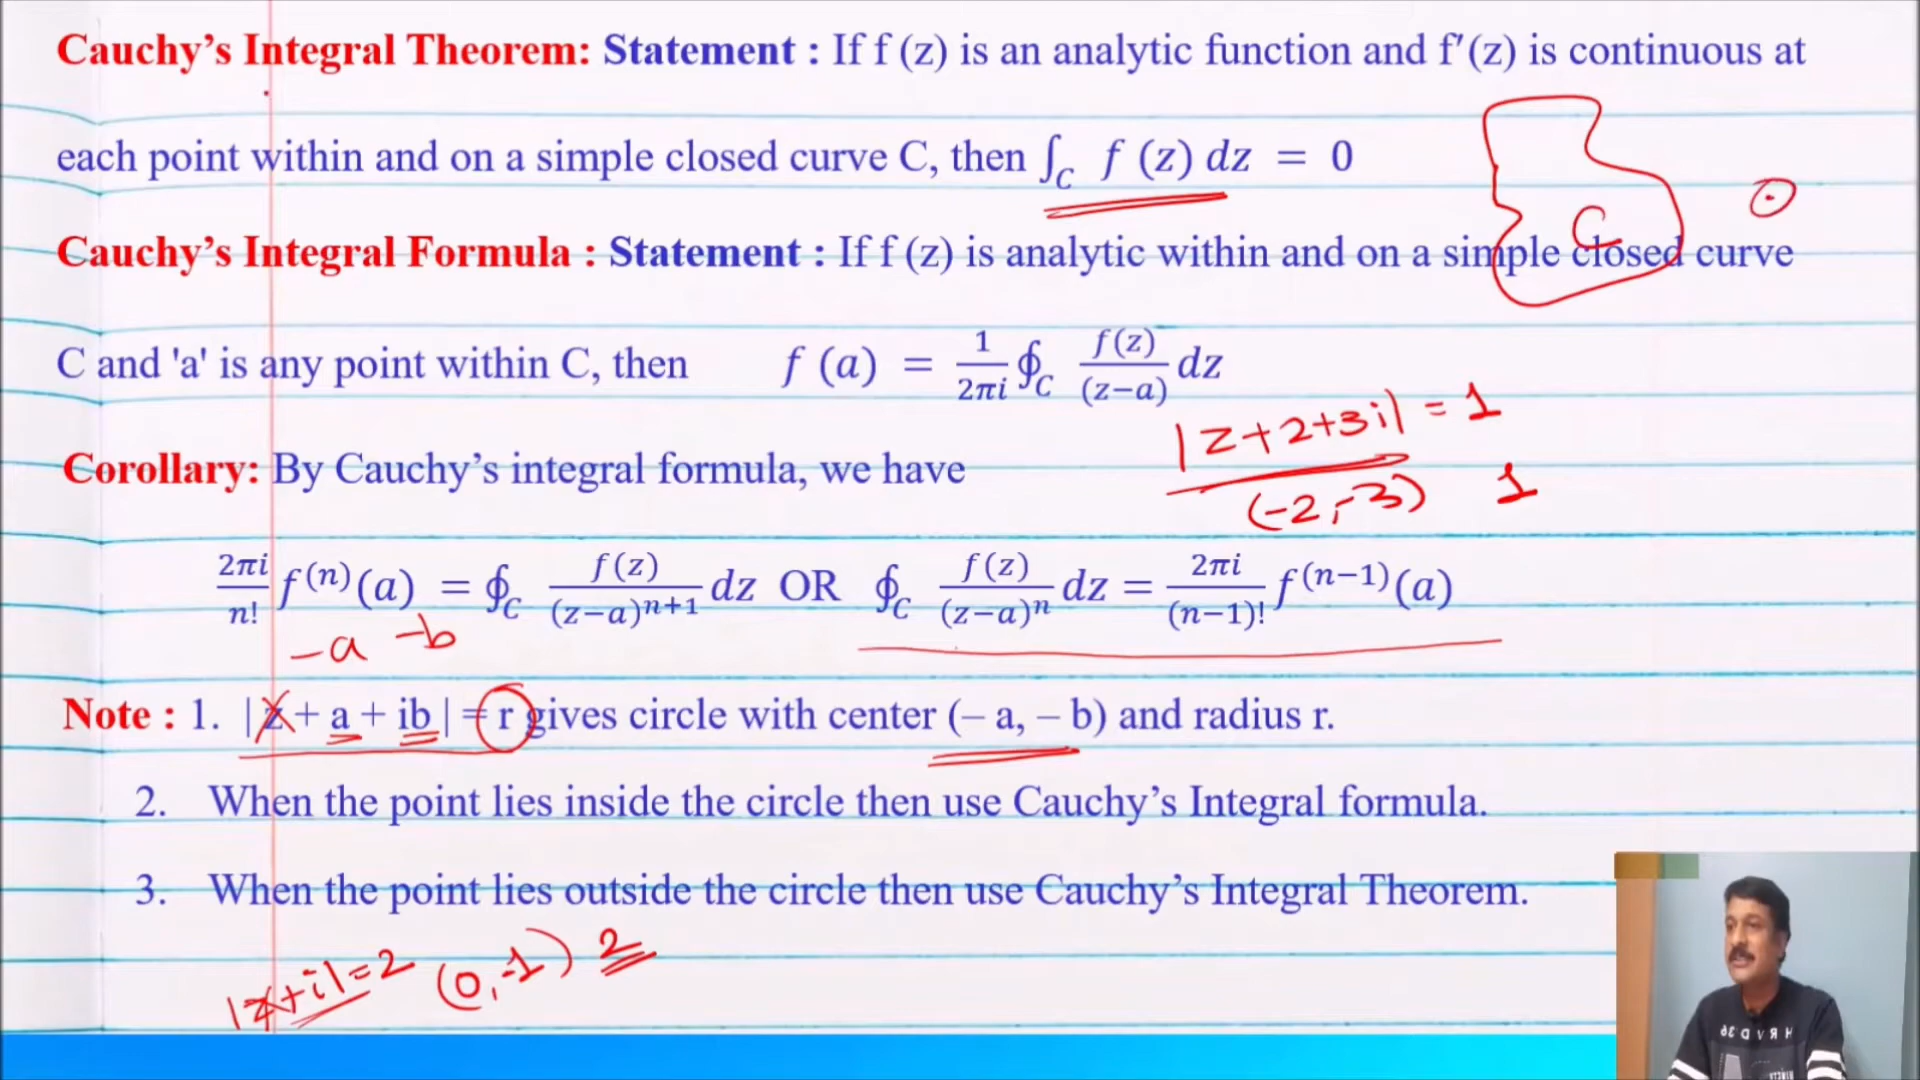 Cauchy's Integral Theorem: Statement : If f (z) is an analytic function and f′(z) is continuous at
each point within and on a simple closed curve C, then ∫_C f (z) dz = 0
C
Cauchy's Integral Formula : Statement : If f (z) is analytic within and on a simple closed curve
C and 'a' is any point within C, then f (a) = 1/2πi ∮_C f(z)/(z−a) dz
|z+2+3i| = 1
Corollary: By Cauchy's integral formula, we have
(-2,-3) 1
2πi/n! f^(n)(a) = ∮_C f(z)/(z−a)^n+1 dz OR ∮_C f(z)/(z−a)^n dz = 2πi/(n−1)! f^(n−1)(a)
-a -b
Note : 1. | z + a + ib | = r gives circle with center (– a, – b) and radius r.
2. When the point lies inside the circle then use Cauchy's Integral formula.
3. When the point lies outside the circle then use Cauchy's Integral Theorem.
|z+i|=2 (0,-1) 2